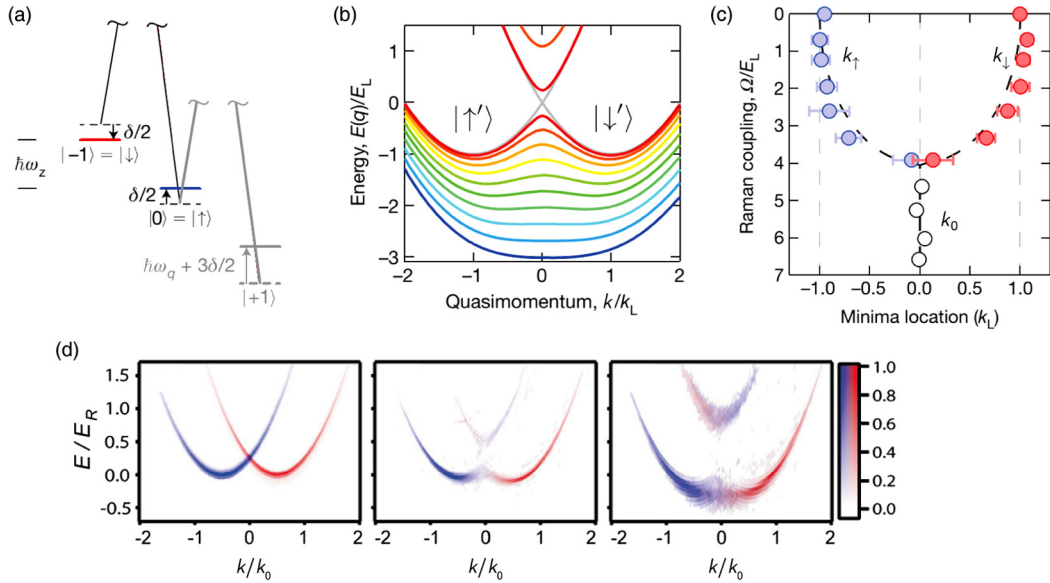 (a)
δ/2
|−1⟩ = |↓⟩
ℏω_z
δ/2
|0⟩ = |↑⟩
ℏω_q + 3δ/2
|+1⟩
(b)
Energy, E(q)/E_L
1
0
−1
−2
−3
|↑′⟩
|↓′⟩
−2
−1
0
1
2
Quasimomentum, k/k_L
(c)
Raman coupling, Ω/E_L
0
1
2
3
4
5
6
7
k_↑
k_↓
k_0
−1.0
−0.5
0.0
0.5
1.0
Minima location (k_L)
(d)
E / E_R
1.5
1.0
0.5
0.0
-0.5
-2
-1
0
1
2
k/k_0
-2
-1
0
1
2
k/k_0
-2
-1
0
1
2
k/k_0
1.0
0.8
0.6
0.4
0.2
0.0